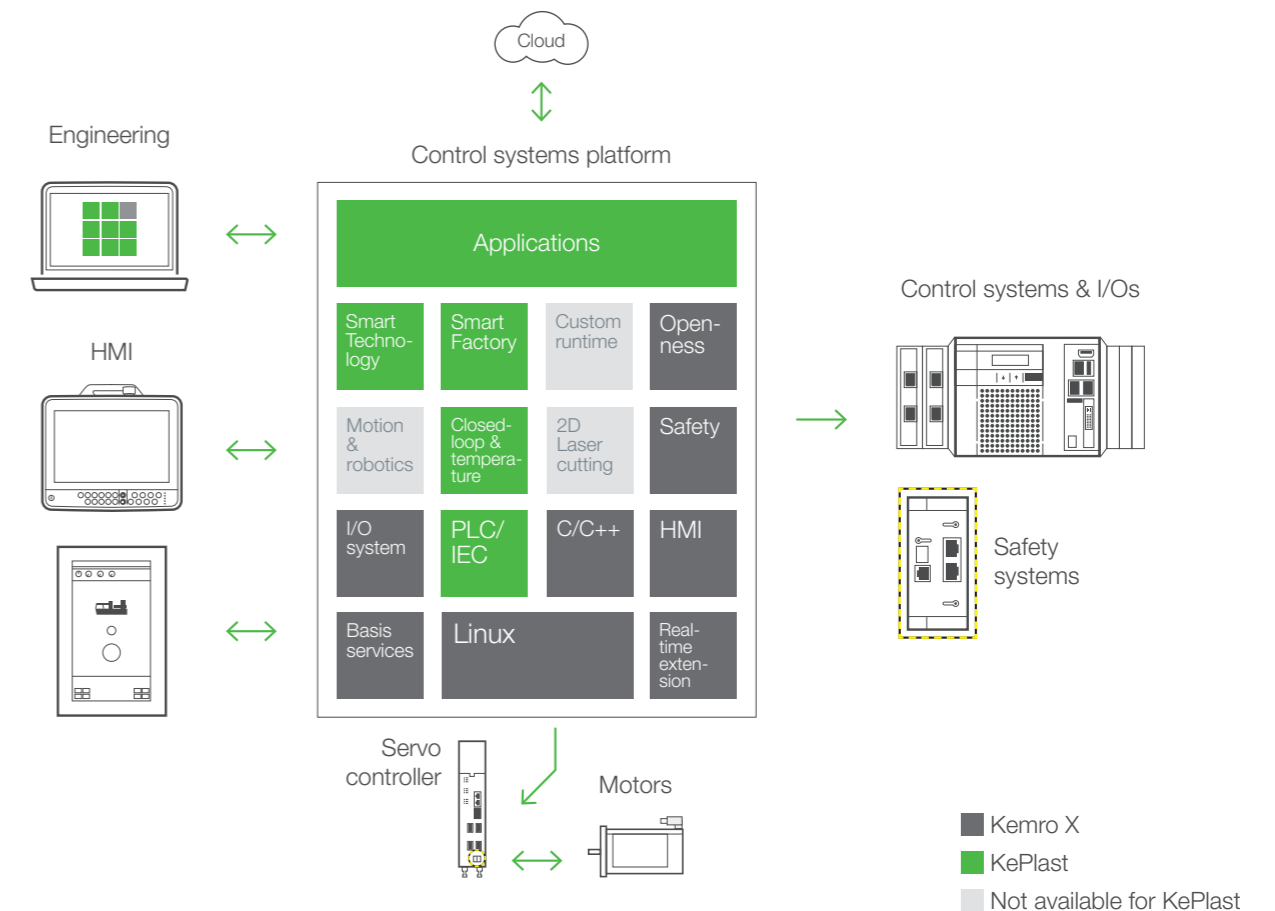 Cloud
Engineering
Control systems platform
Applications
Smart
Techno-
logy
Smart
Factory
Custom
runtime
Open-
ness
Control systems & I/Os
HMI
Motion
&
robotics
Closed-
loop &
tempera-
ture
2D
Laser
cutting
Safety
I/O
system
PLC/
IEC
C/C++
HMI
Safety
systems
Basis
services
Linux
Real-
time
exten-
sion
Servo
controller
Motors
Kemro X
KePlast
Not available for KePlast